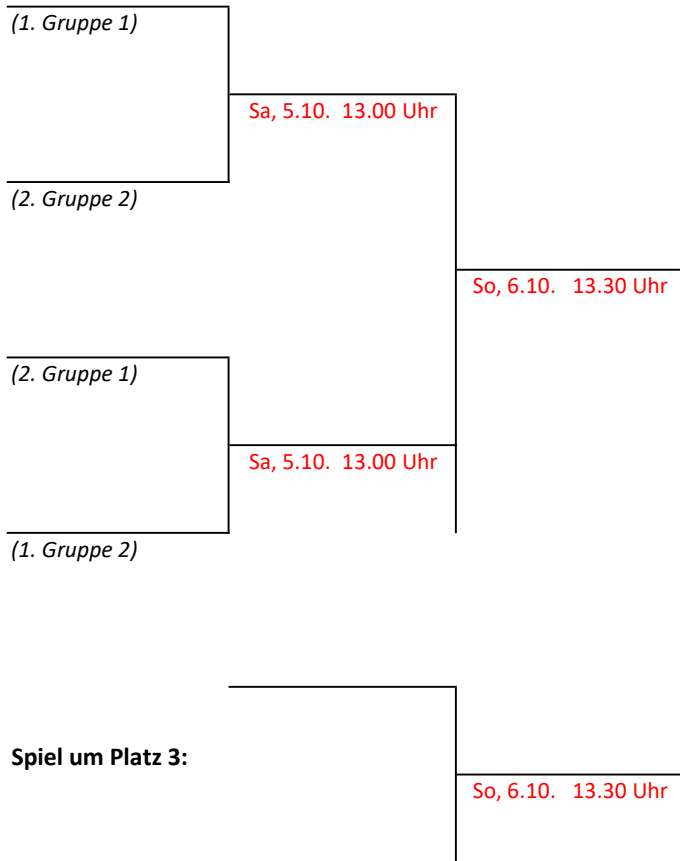 (1. Gruppe 1)
Sa, 5.10. 13.00 Uhr
(2. Gruppe 2)
So, 6.10. 13.30 Uhr
(2. Gruppe 1)
Sa, 5.10. 13.00 Uhr
(1. Gruppe 2)
Spiel um Platz 3:
So, 6.10. 13.30 Uhr